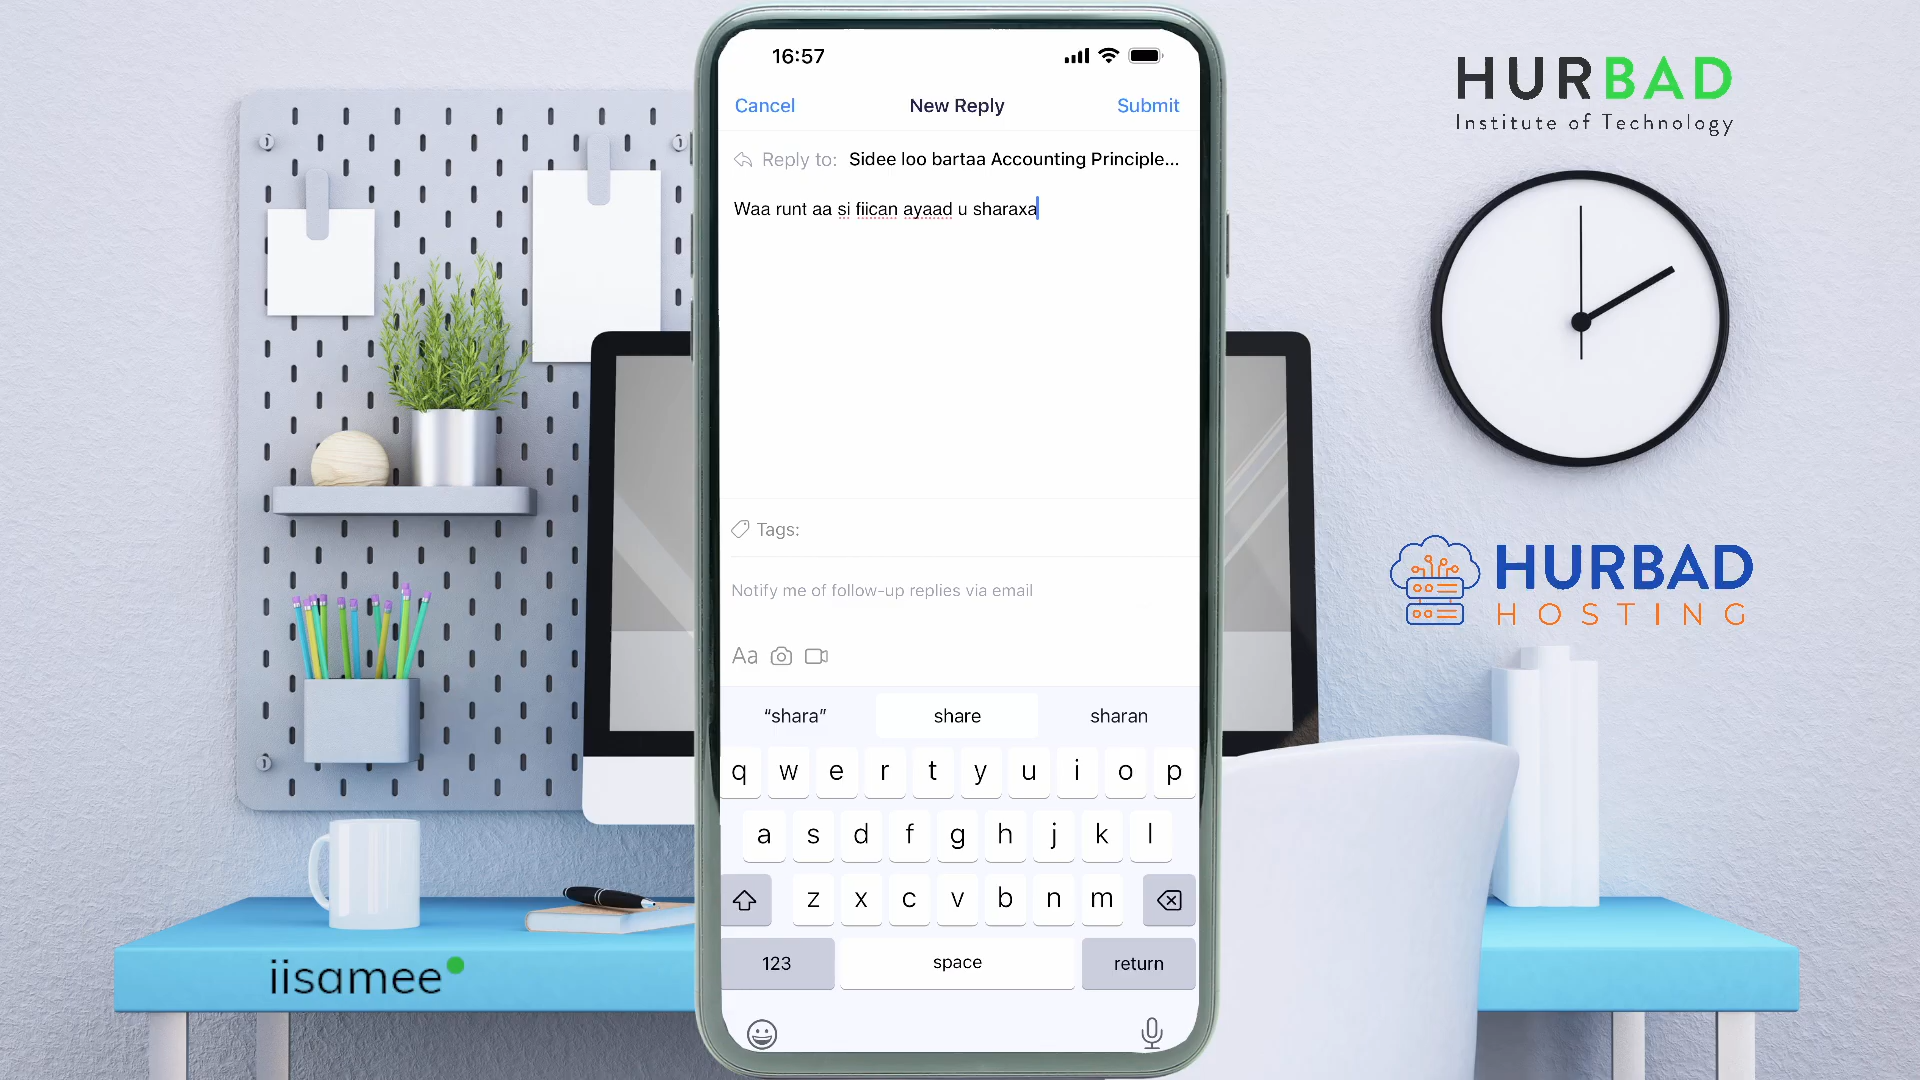 16:57
Cancel New Reply Submit
Reply to: Sidee loo bartaa Accounting Principle...
Waa runt aa si fiican ayaad u sharaxa
Tags:
Notify me of follow-up replies via email
Aa
“shara” share sharan
q w e r t y u i o p
a s d f g h j k l
z x c v b n m
123 space return
HURBAD
Institute of Technology
HURBAD
HOSTING
iisamee